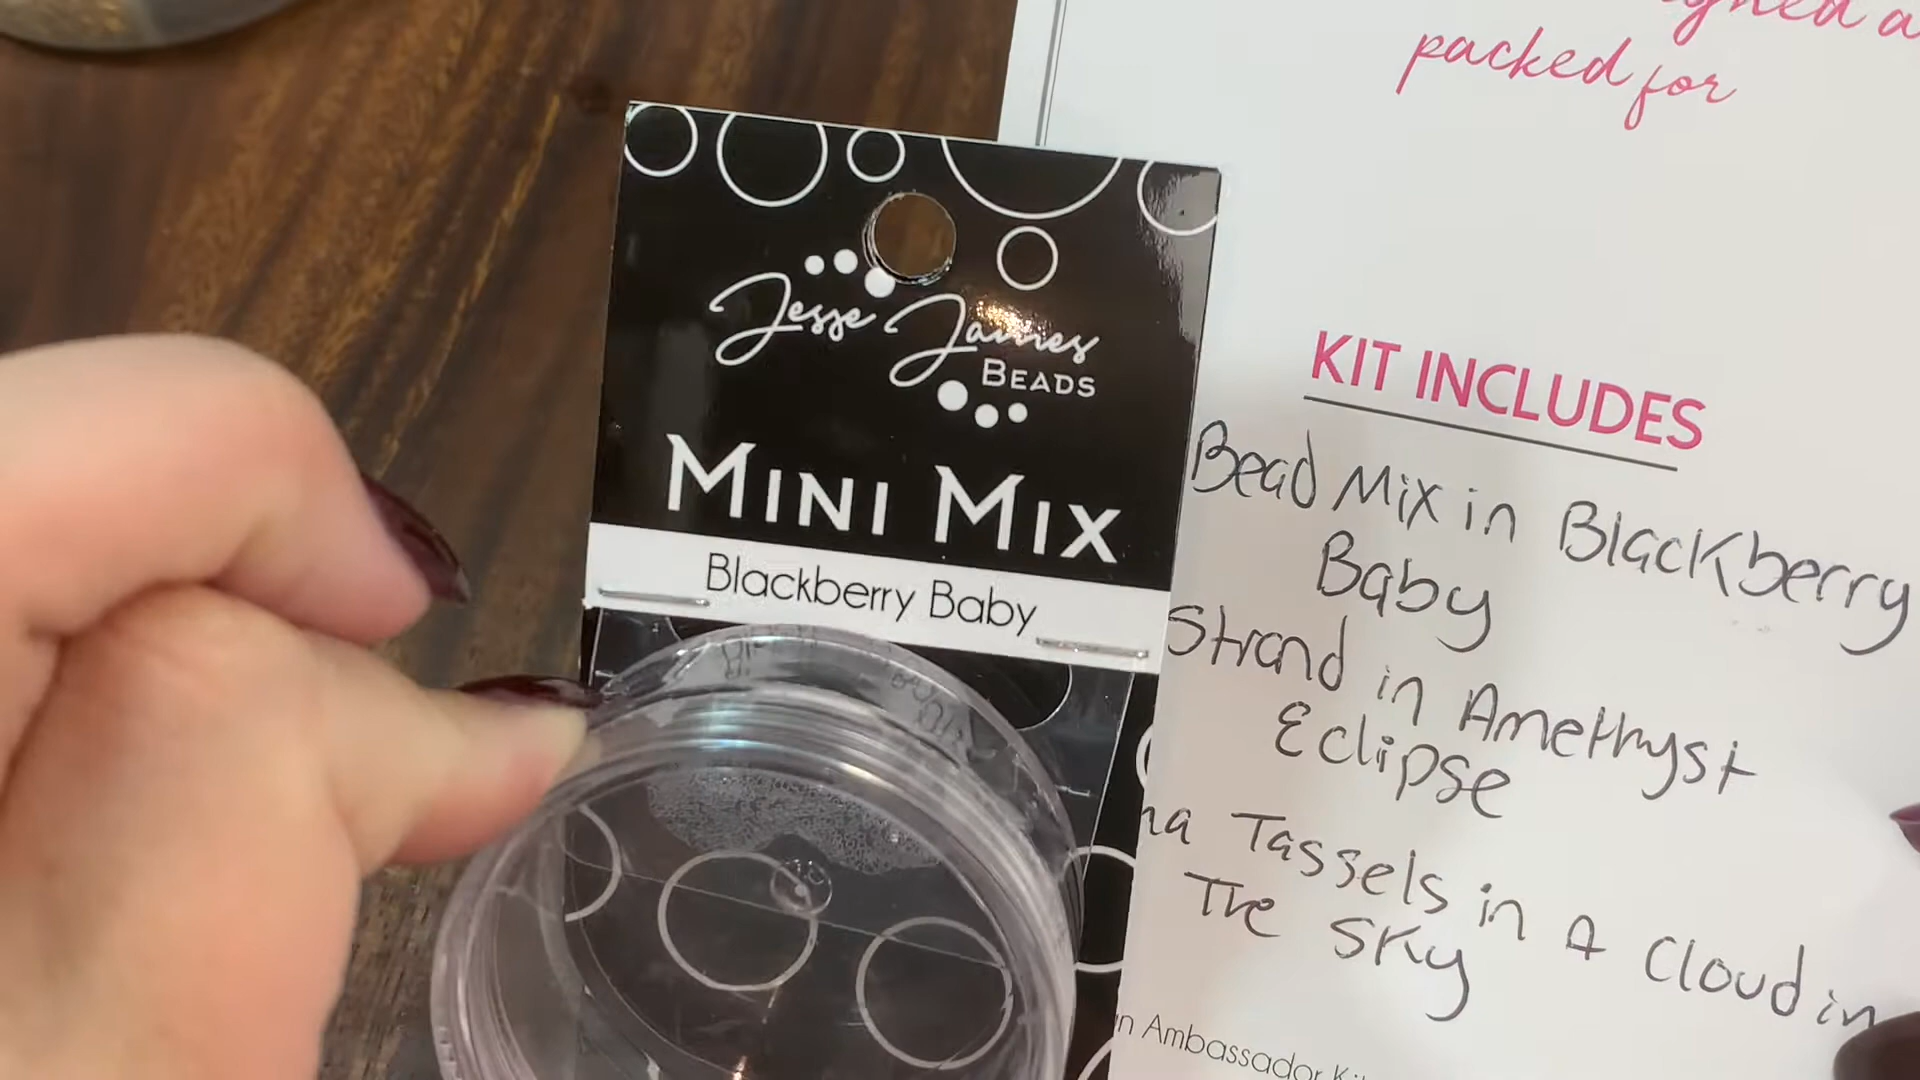 packed for
Jesse James
BEADS
MINI MIX
Blackberry Baby
KIT INCLUDES
Bead Mix in Blackberry
Baby
Strand in Amethyst
Eclipse
Tassels in A Cloud in
The Sky
Ambassador